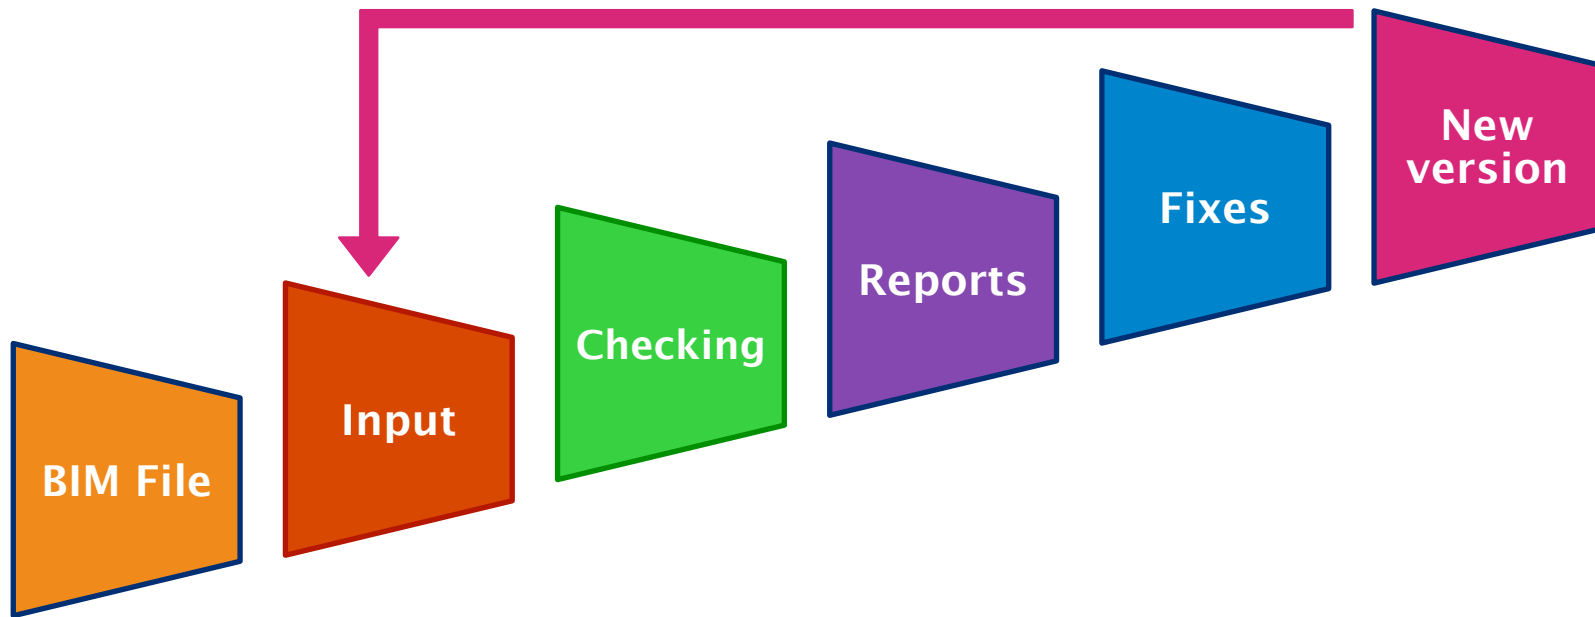 BIM File
Input
Checking
Reports
Fixes
New
version